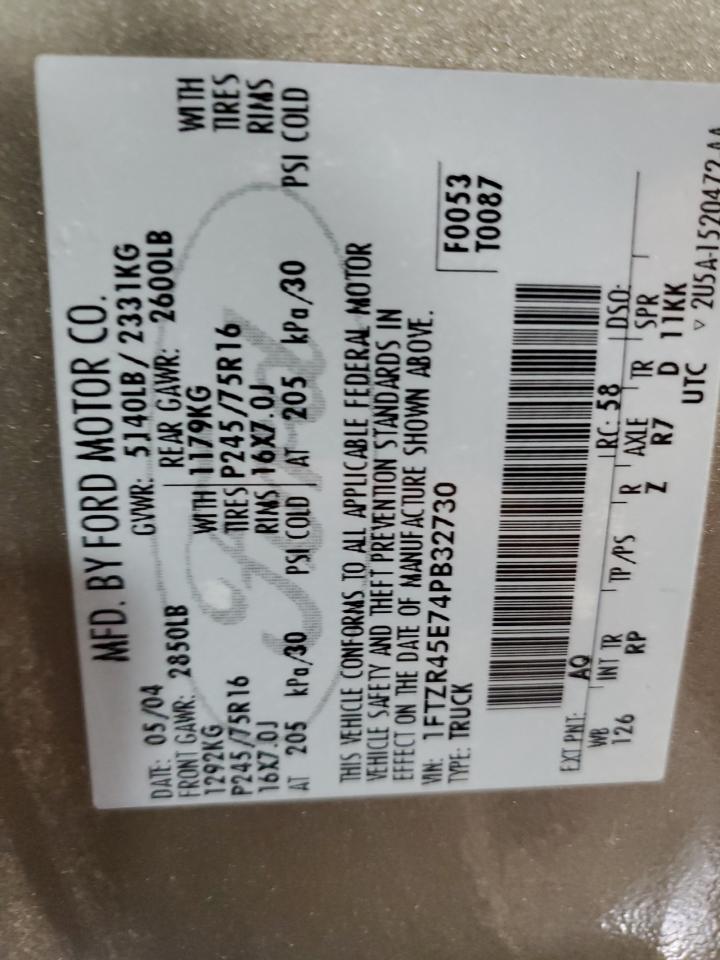 MFD. BY FORD MOTOR CO.
DATE: 05/04 GVWR: 5140LB/ 2331KG
FRONT GAWR: 2850LB REAR GAWR: 2600LB
1292KG WITH 1179KG WITH
P245/75R16 TIRES P245/75R16 TIRES
16X7.0J RIMS 16X7.0J RIMS
AT 205 kPa/30 PSI COLD AT 205 kPa/30 PSI COLD
THIS VEHICLE CONFORMS TO ALL APPLICABLE FEDERAL MOTOR
VEHICLE SAFETY AND THEFT PREVENTION STANDARDS IN
EFFECT ON THE DATE OF MANUFACTURE SHOWN ABOVE.
VIN: 1FTZR45E74PB32730
TYPE: TRUCK
F0053
T0087
EXT PNT: AQ RC: 58 DSO:
WB INT TR TP/PS R AXLE TR SPR
126 RP Z R7 D 11KK
UTC
▽ 2U5A-1520472-AA
Ford